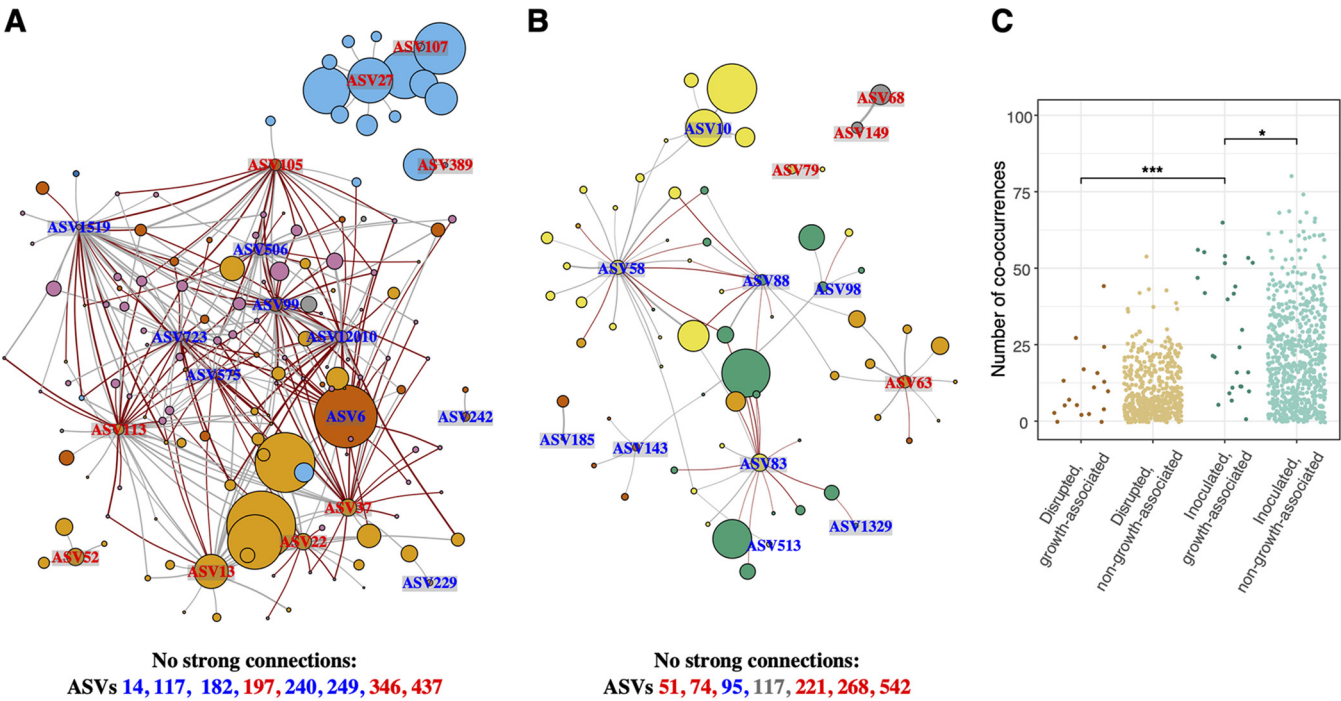 A
B
C
ASV107
ASV27
ASV105
ASV389
ASV1519
ASV506
ASV99
ASV723
ASV12010
ASV575
ASV6
ASV242
ASV113
ASV37
ASV22
ASV52
ASV13
ASV229
No strong connections:
ASVs 14, 117, 182, 197, 240, 249, 346, 437
ASV68
ASV10
ASV149
ASV79
ASV58
ASV88
ASV98
ASV63
ASV185
ASV143
ASV83
ASV1329
ASV513
No strong connections:
ASVs 51, 74, 95, 117, 221, 268, 542
Number of co-occurrences
100
75
50
25
0
*
***
Disrupted,
growth-associated
Disrupted,
non-growth-associated
Inoculated,
growth-associated
Inoculated,
non-growth-associated